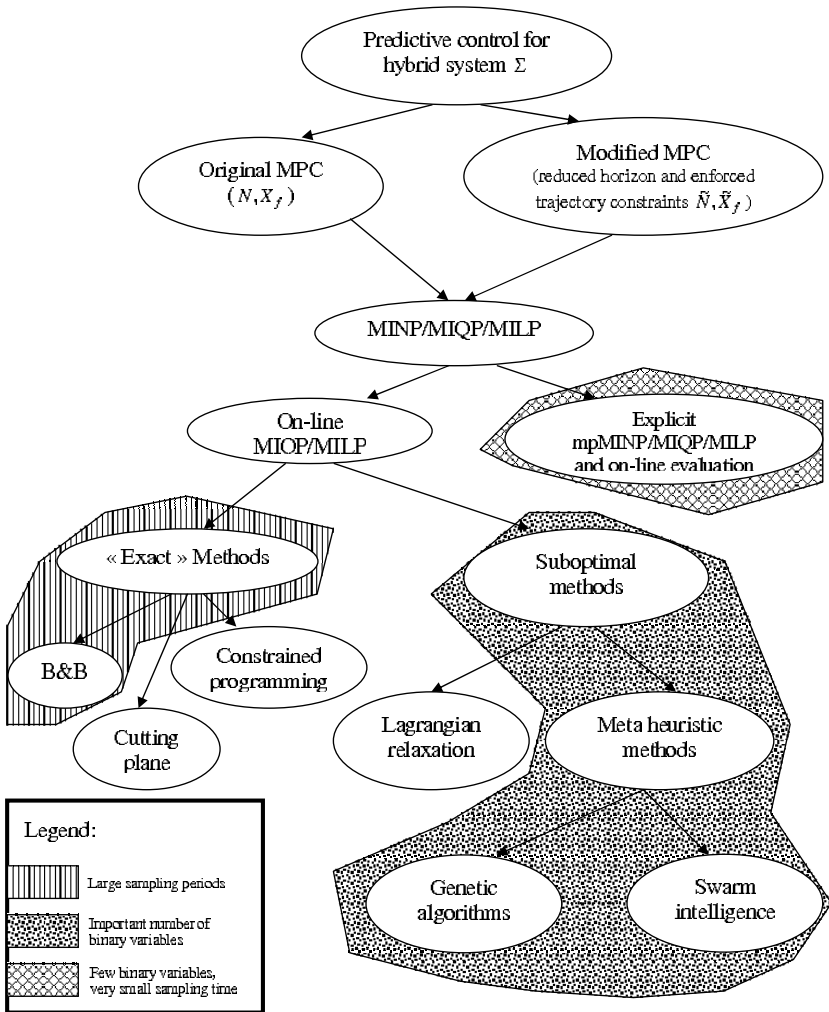 Predictive control for
hybrid system Σ
Original MPC
(N, X_f)
Modified MPC
(reduced horizon and enforced
trajectory constraints Ñ, X̃_f)
MINP/MIQP/MILP
On-line
MIOP/MILP
Explicit
mpMINP/MIQP/MILP
and on-line evaluation
« Exact » Methods
Suboptimal
methods
B&B
Constrained
programming
Cutting
plane
Lagrangian
relaxation
Meta heuristic
methods
Genetic
algorithms
Swarm
intelligence
Legend:
Large sampling periods
Important number of
binary variables
Few binary variables,
very small sampling time